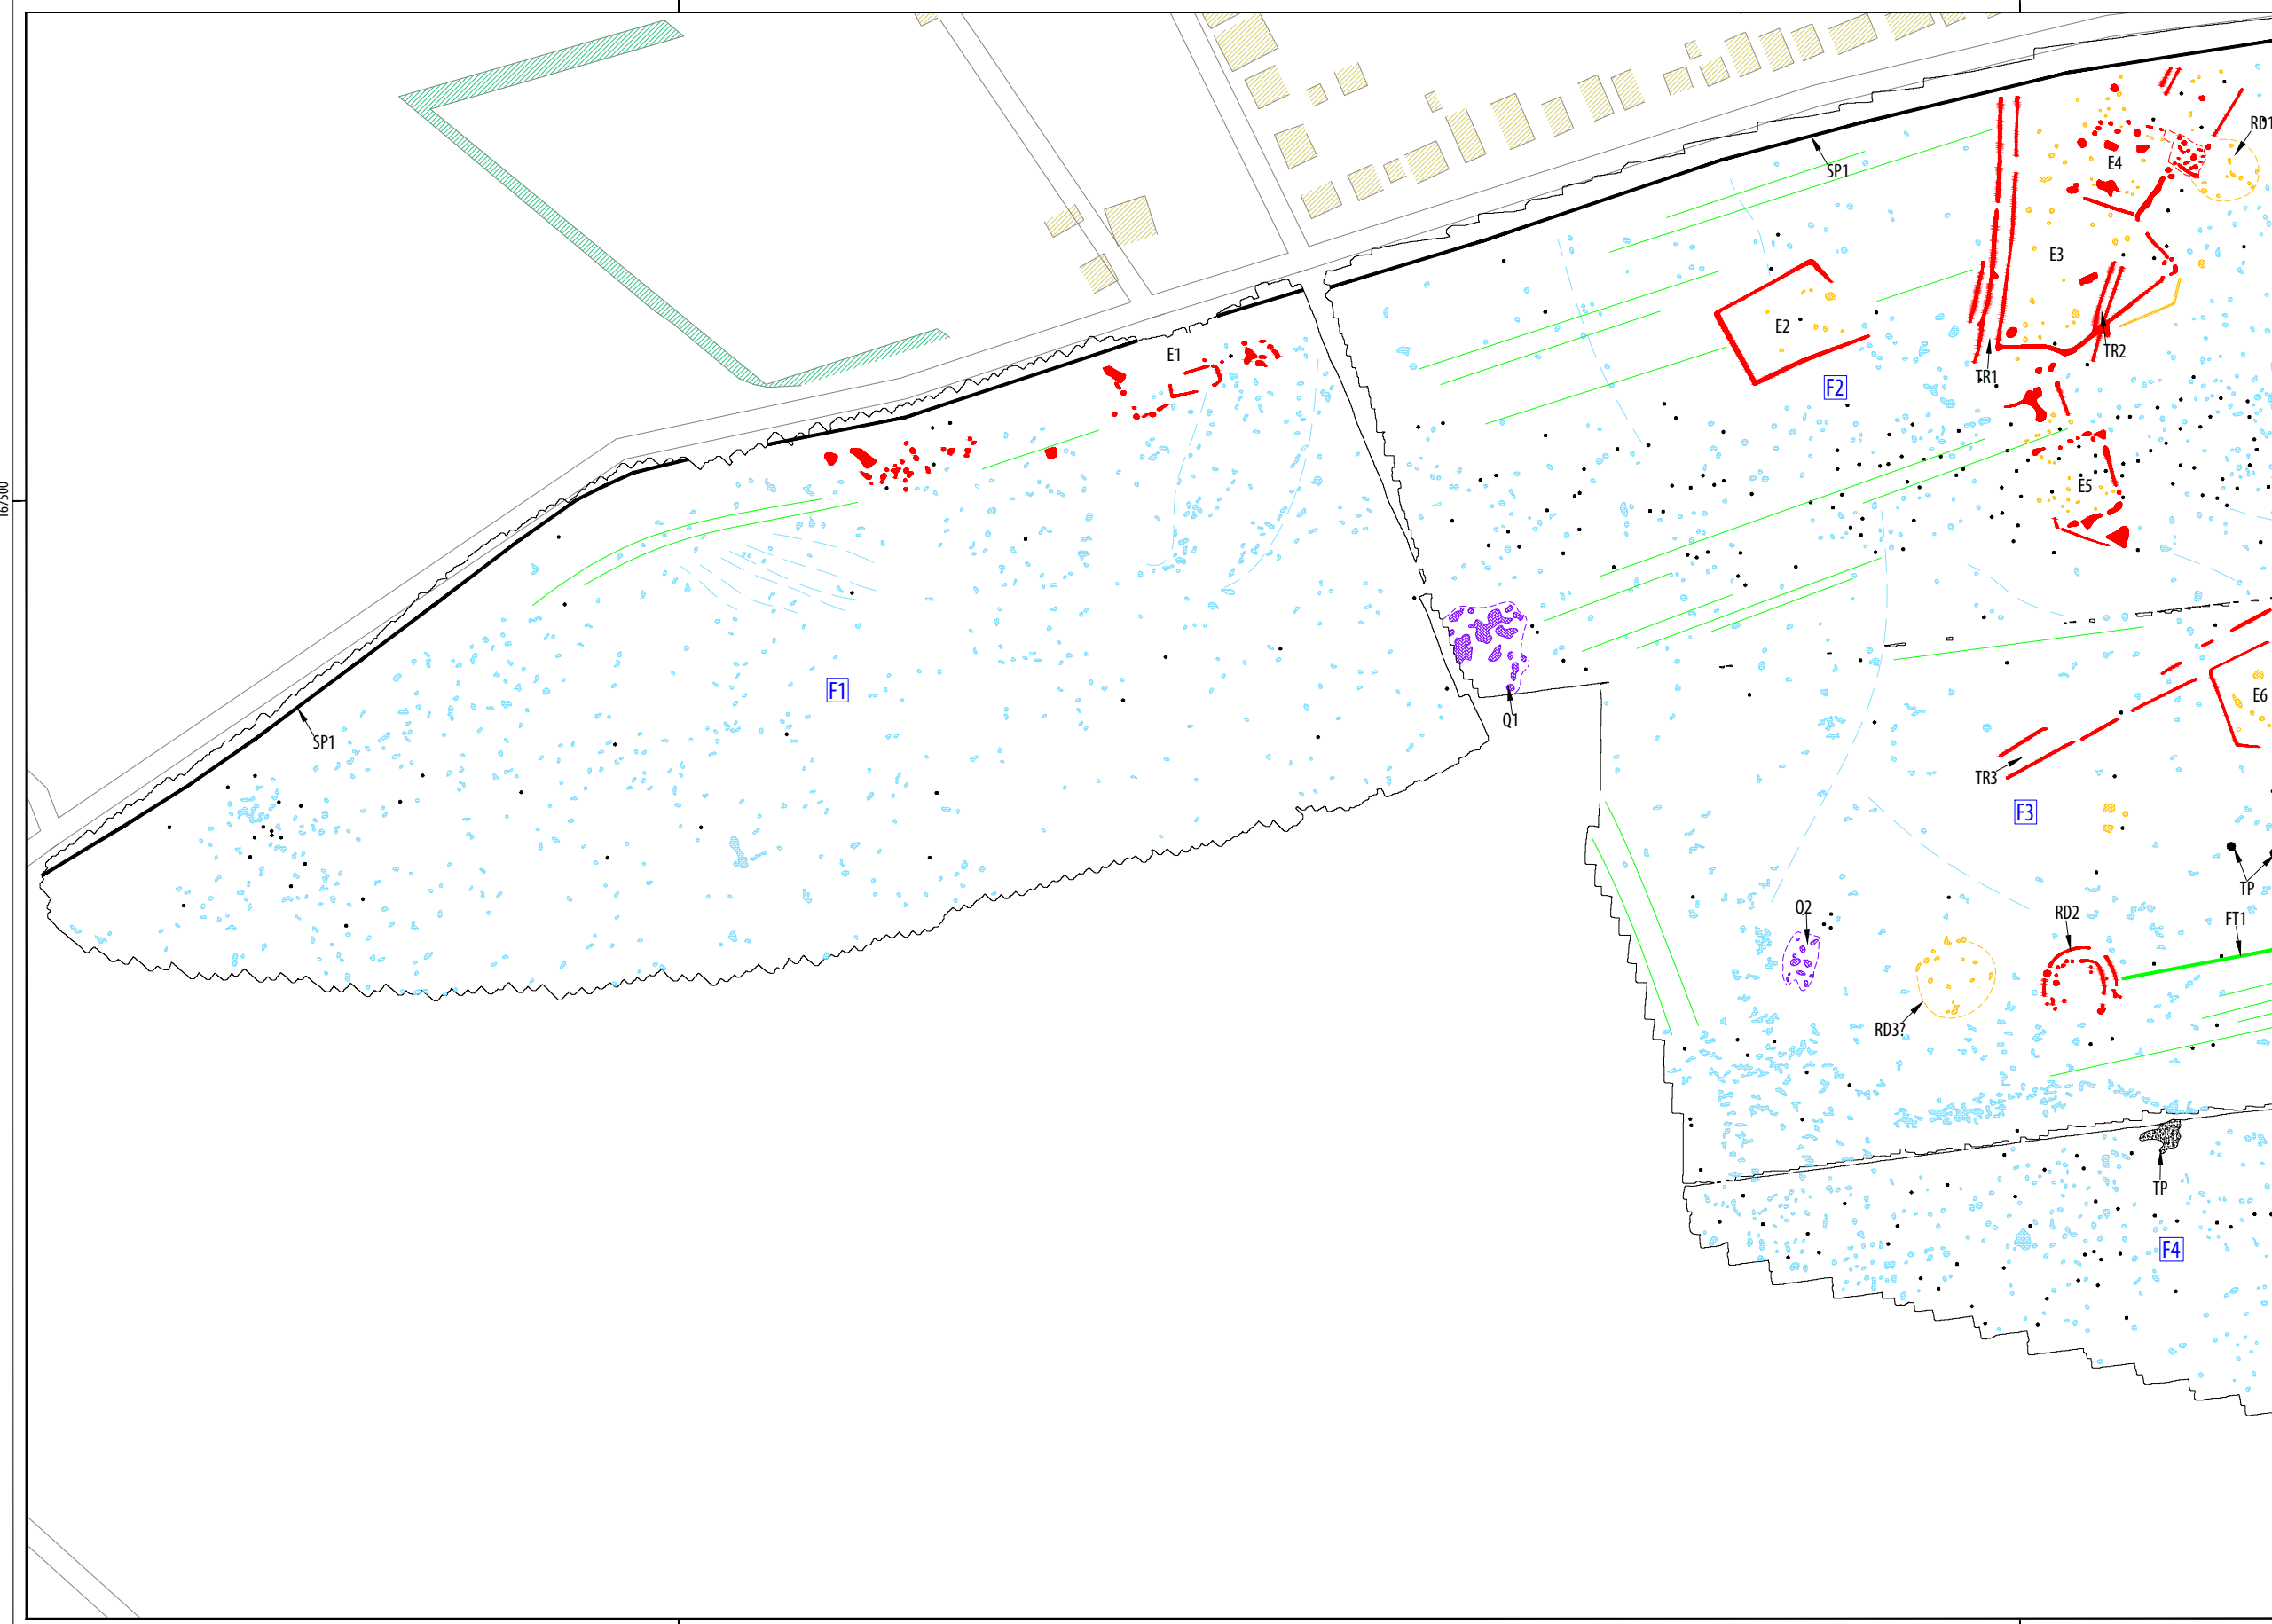 RD1
E4
SP1
E3
E2
TR2
E1
TR1
F2
E5
167500
F1
E6
Q1
SP1
TR3
F3
TP
Q2
RD2
FT1
RD3?
TP
F4